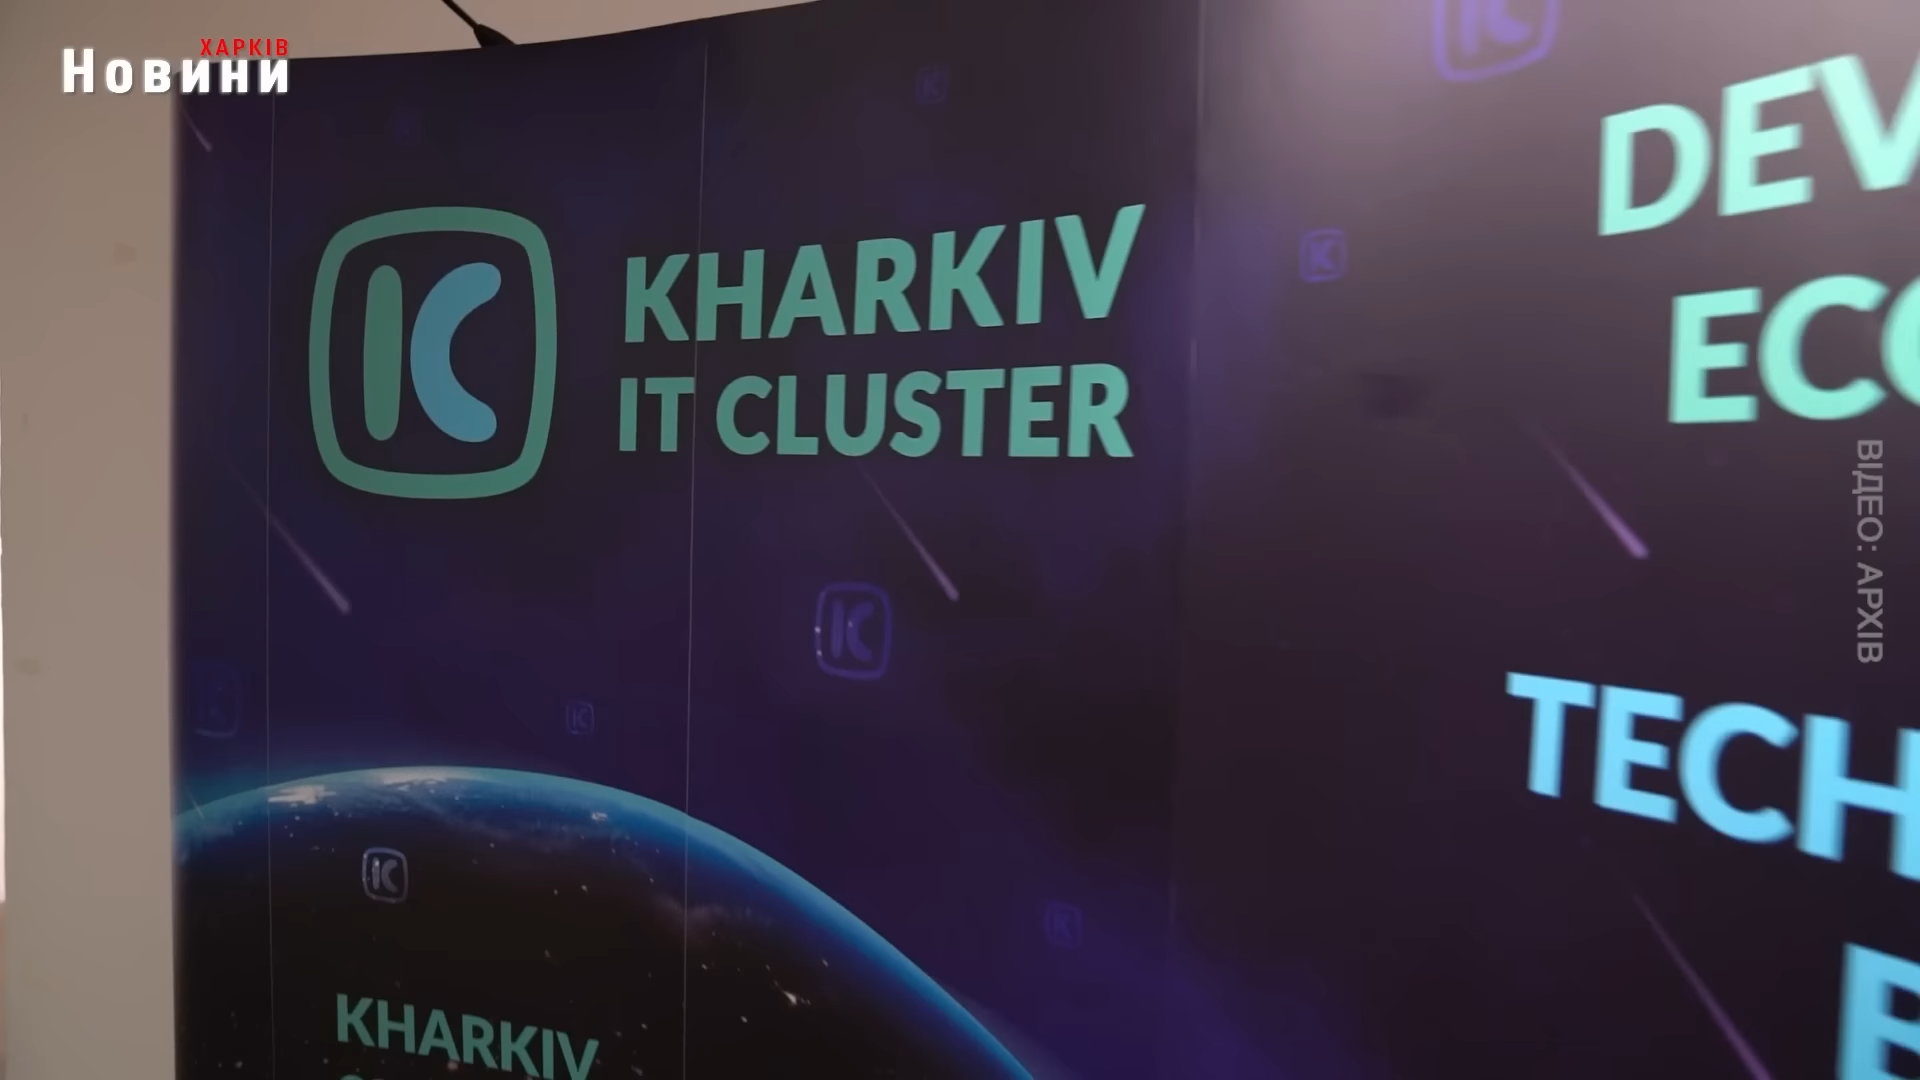 ХАРКІВ
Новини
KHARKIV
IT CLUSTER
DEV
ECO
ВІДЕО: АРХІВ
TECH
KHARKIV